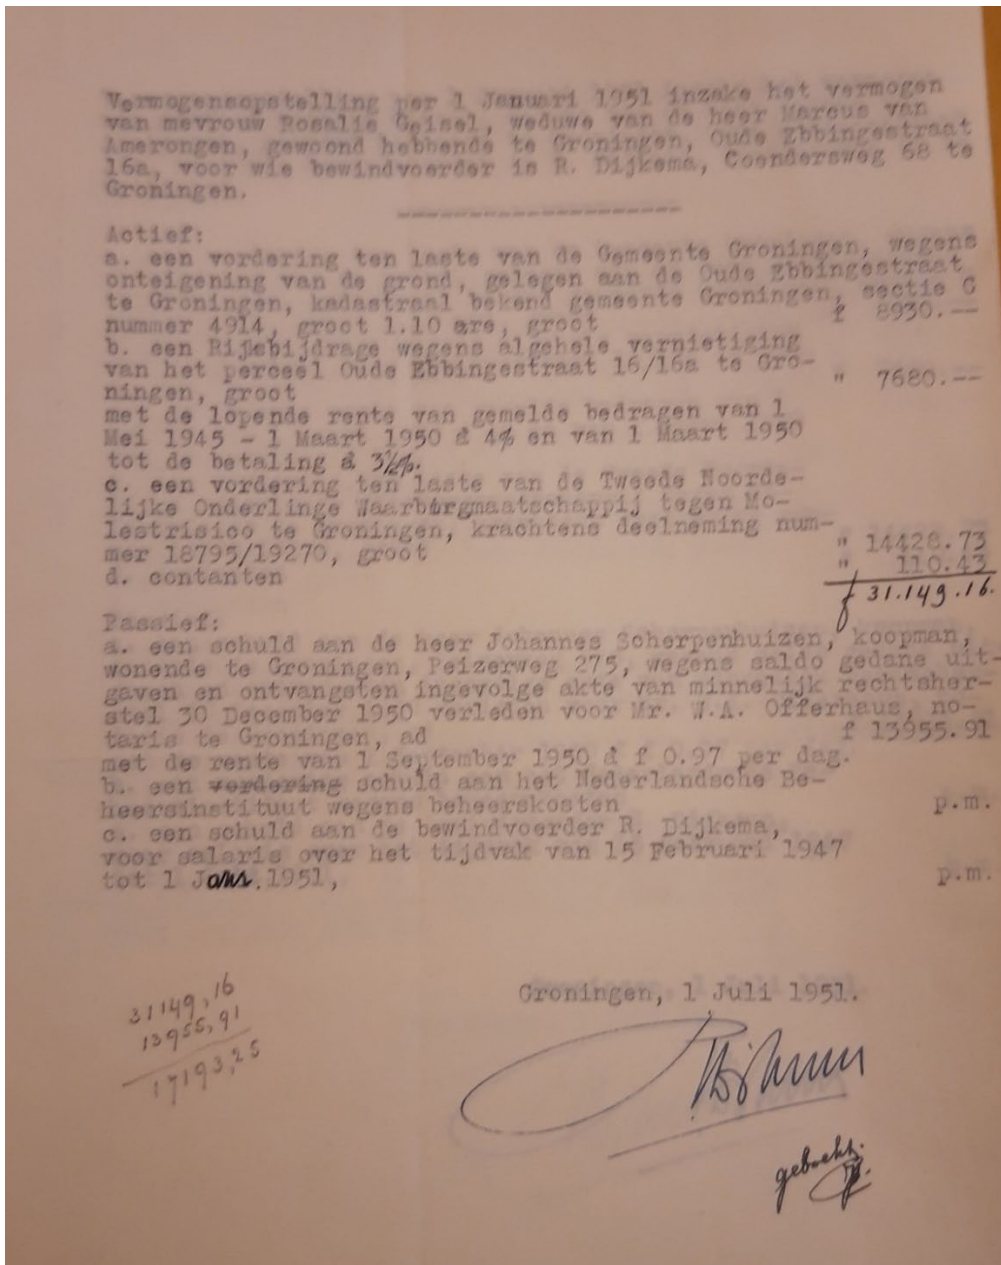 Vermogensopstelling per 1 Januari 1951 inzake het vermogen
van mevrouw Rosalie Geisel, weduwe van de heer Marcus van
Amerongen, gewoond hebbende te Groningen, Oude Ebbingestraat
16a, voor wie bewindvoerder is R. Dijkema, Coendersweg 68 te
Groningen.
--------------------
Actief:
a. een vordering ten laste van de Gemeente Groningen, wegens
onteigening van de grond, gelegen aan de Oude Ebbingestraat
te Groningen, kadastraal bekend gemeente Groningen, sectie G
nummer 4914, groot 1.10 are, groot f 8930.--
b. een Rijksbijdrage wegens algehele vernietiging
van het perceel Oude Ebbingestraat 16/16a te Gro- " 7680.--
ningen, groot
met de lopende rente van gemelde bedragen van 1
Mei 1945 - 1 Maart 1950 à 4% en van 1 Maart 1950
tot de betaling à 3½%.
c. een vordering ten laste van de Tweede Noorde-
lijke Onderlinge Waarborgmaatschappij tegen Mo-
lestrisico te Groningen, krachtens deelneming num-
mer 18795/19270, groot " 14428.73
d. contanten " 110.43
f 31.149.16.
Passief:
a. een schuld aan de heer Johannes Scherpenhuizen, koopman,
wonende te Groningen, Peizerweg 275, wegens saldo gedane uit-
gaven en ontvangsten ingevolge akte van minnelijk rechtsher-
stel 30 December 1950 verleden voor Mr. W.A. Offerhaus, no-
taris te Groningen, ad f 13955.91
met de rente van 1 September 1950 à f 0.97 per dag.
b. een vordering schuld aan het Nederlandsche Be-
heersinstituut wegens beheerskosten p.m.
c. een schuld aan de bewindvoerder R. Dijkema,
voor salaris over het tijdvak van 15 Februari 1947
tot 1 Jan. 1951, p.m.
Groningen, 1 Juli 1951.
31149,16
13955,91
17193,25
RDijkema
geboekt.